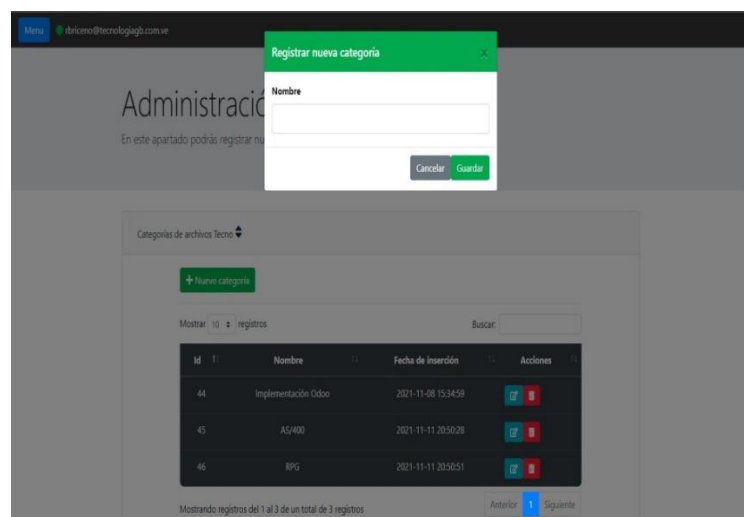 Menu rbriceno@tecnologiagb.com.ve
Registrar nueva categoria x
Nombre
Cancelar Guardar
Administració
En este apartado podrás registrar nu
Categorías de archivos Tecno
+ Nuevo categoría
Mostrar 10 registros Buscar:
Id Nombre Fecha de inserción Acciones
44 Implementación Odoo 2021-11-08 15:34:59
45 AS/400 2021-11-11 20:50:28
46 RPG 2021-11-11 20:50:51
Mostrando registros del 1 al 3 de un total de 3 registros
Anterior 1 Siguiente